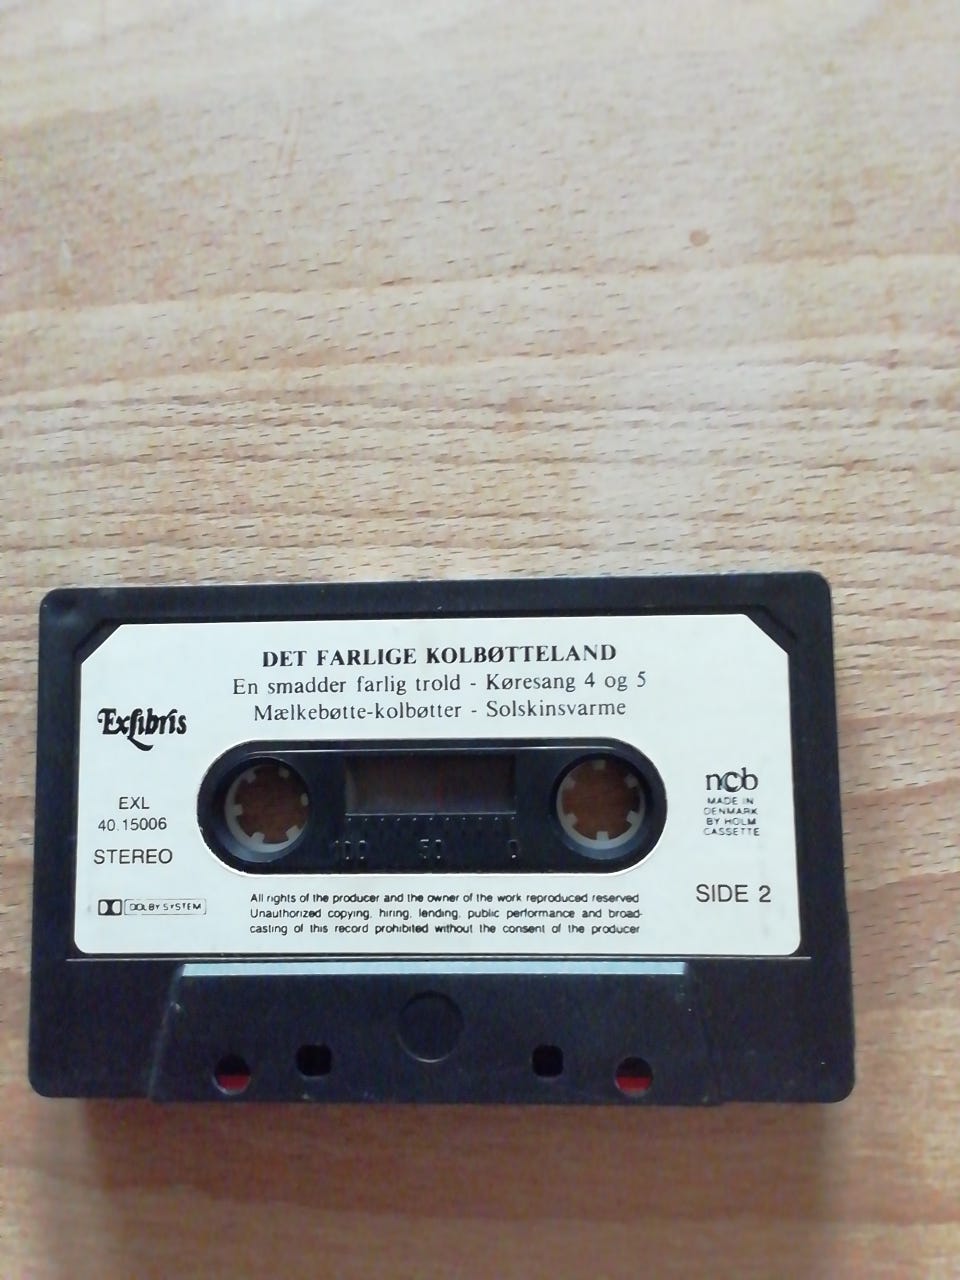 DET FARLIGE KOLBØTTELAND
En smadder farlig trold - Køresang 4 og 5
Mælkebøtte-kolbøtter - Solskinsvarme
Exlibris
EXL
40.15006
STEREO
DOLBY SYSTEM
100 50 0
ncb
MADE IN
DENMARK
BY HOLM
CASSETTE
SIDE 2
All rights of the producer and the owner of the work reproduced reserved
Unauthorized copying, hiring, lending, public performance and broad-
casting of this record prohibited without the consent of the producer